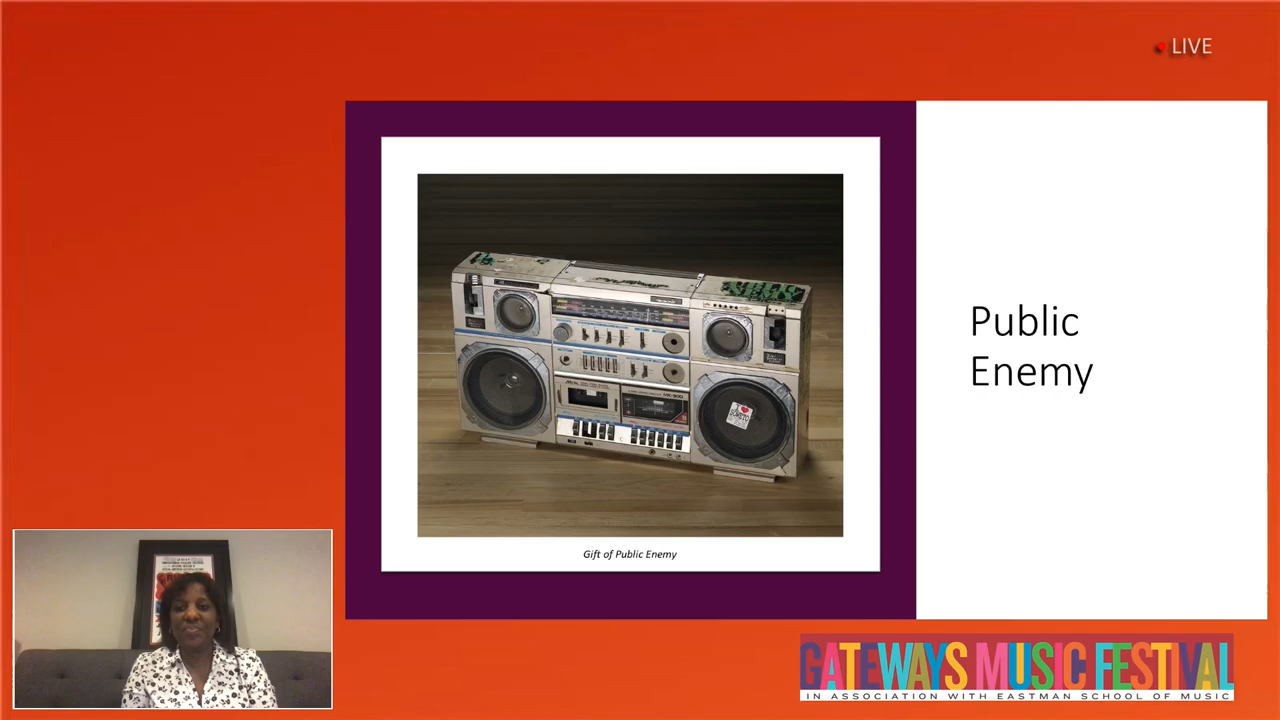 LIVE
Public
Enemy
Gift of Public Enemy
GATEWAYS MUSIC FESTIVAL
IN ASSOCIATION WITH EASTMAN SCHOOL OF MUSIC